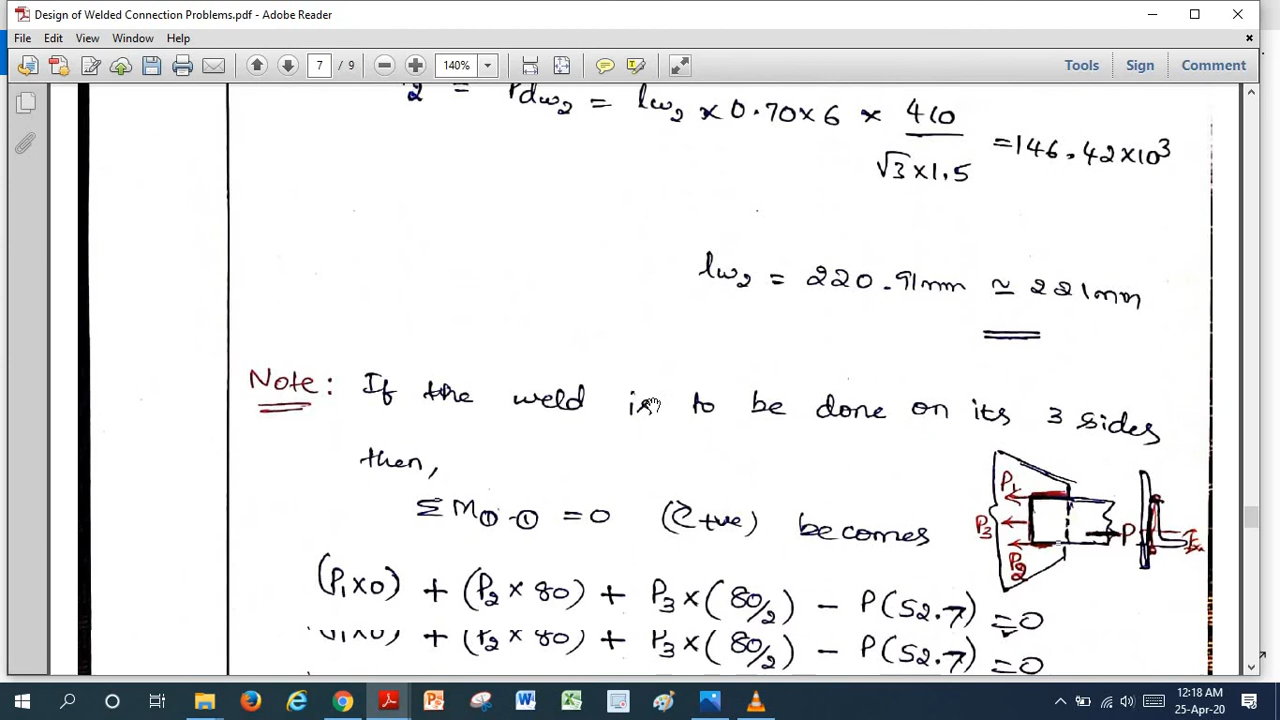 Design of Welded Connection Problems.pdf - Adobe Reader
File Edit View Window Help
7 / 9 140% Tools Sign Comment
2 = Pdw2 = lw2 × 0.70×6 × 410 / √3×1.5 = 146.42×10³
lw2 = 220.91mm ≃ 221mm
Note: If the weld is to be done on its 3 sides
then,
ΣM①-① = 0 (↻ +ve) becomes
P1
P3
P2
P
(P1×0) + (P2 × 80) + P3×(80/2) - P(52.7) = 0
+ (P2 × 80) + P3×(80/2) - P(52.7) = 0
12:18 AM
25-Apr-20